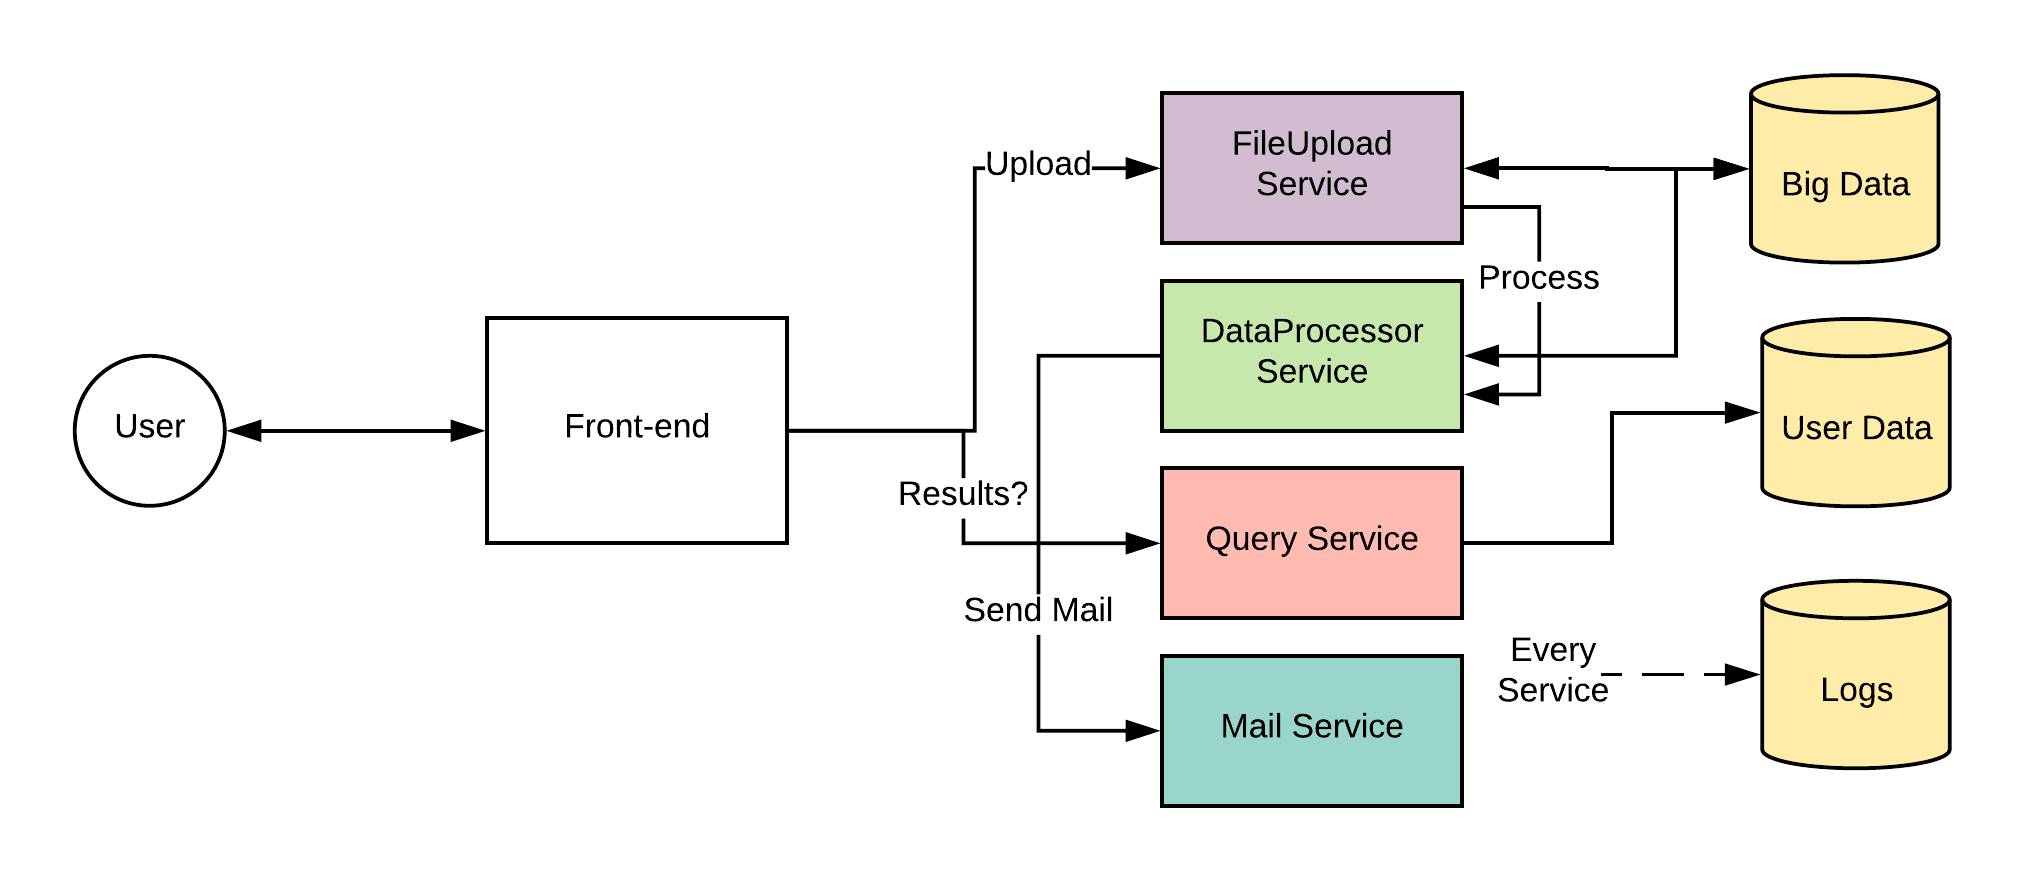 User
Front-end
Upload
Results?
Send Mail
FileUpload
Service
DataProcessor
Service
Query Service
Mail Service
Process
Every
Service
Big Data
User Data
Logs